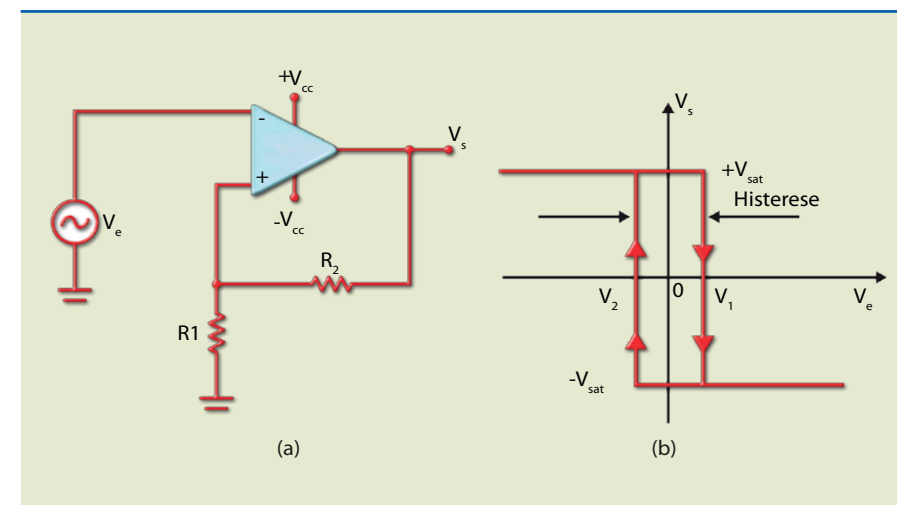 +Vcc
-
+
-Vcc
Vs
Ve
R2
R1
(a)
Vs
+Vsat
Histerese
V2
0
V1
Ve
-Vsat
(b)